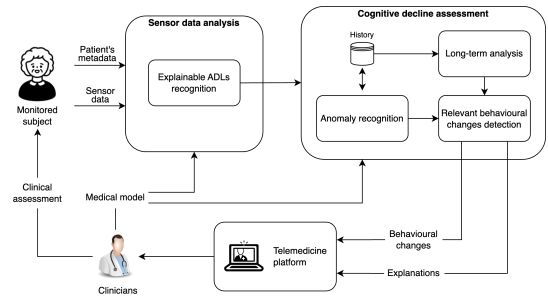 Sensor data analysis
Cognitive decline assessment
Patient's
metadata
Sensor
data
Monitored
subject
Explainable ADLs
recognition
History
Long-term analysis
Anomaly recognition
Relevant behavioural
changes detection
Clinical
assessment
Medical model
Clinicians
Telemedicine
platform
Behavioural
changes
Explanations